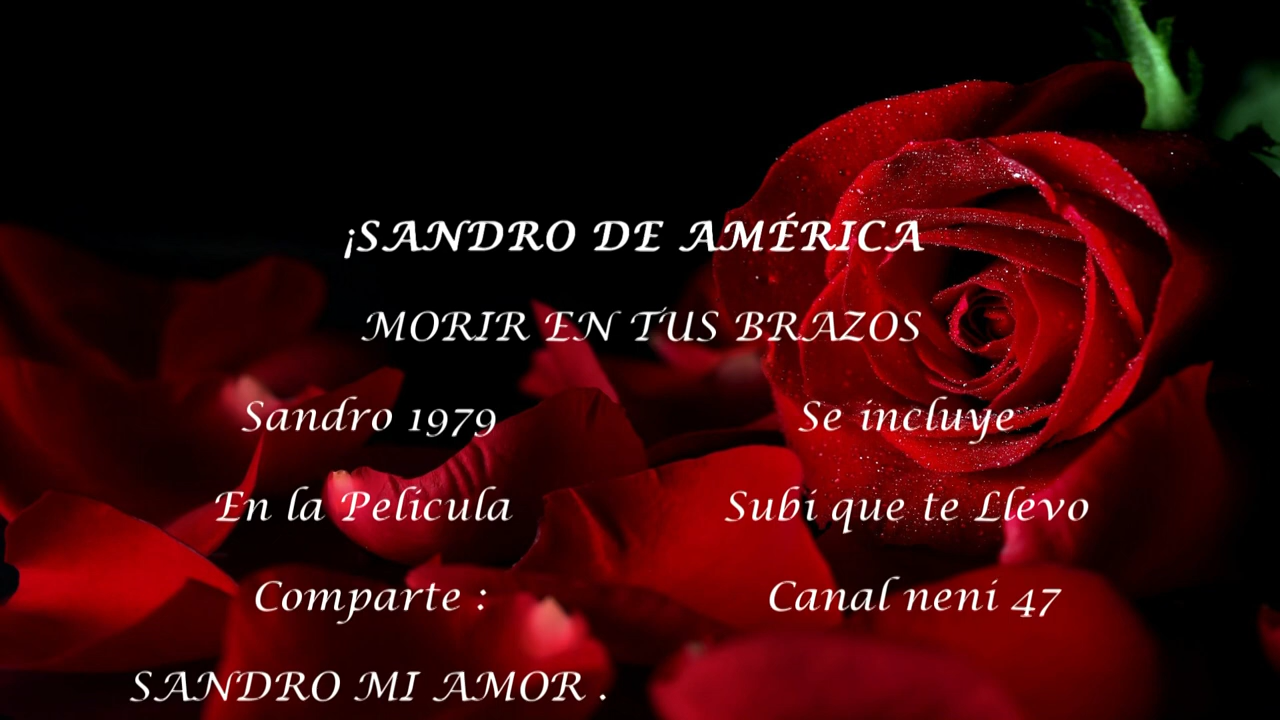 ¡SANDRO DE AMÉRICA
MORIR EN TUS BRAZOS
Sandro 1979 Se incluye
En la Pelicula Subi que te Llevo
Comparte : Canal neni 47
SANDRO MI AMOR .